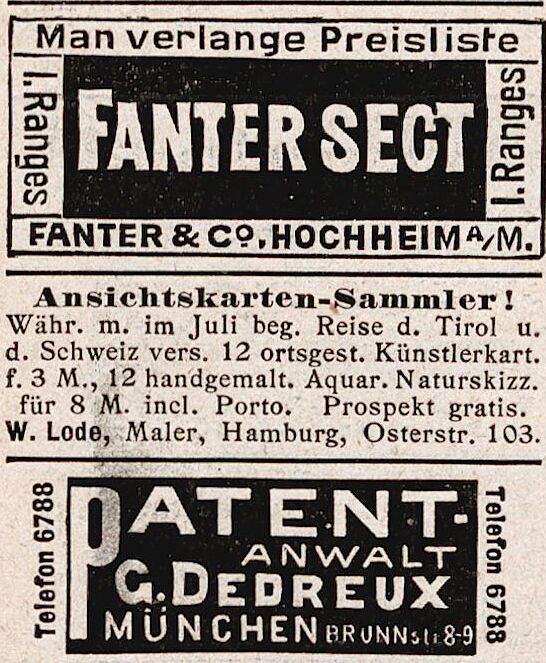 Man verlange Preisliste
I. Ranges
FANTER SECT
I. Ranges
FANTER & Co. HOCHHEIM A/M.
Ansichtskarten-Sammler!
Währ. m. im Juli beg. Reise d. Tirol u.
d. Schweiz vers. 12 ortsgest. Künstlerkart.
f. 3 M., 12 handgemalt. Aquar. Naturskizz.
für 8 M. incl. Porto. Prospekt gratis.
W. Lode, Maler, Hamburg, Osterstr. 103.
Telefon 6788
PATENT-
ANWALT
G. DEDREUX
MÜNCHEN BRUNNstr. 8-9
Telefon 6788